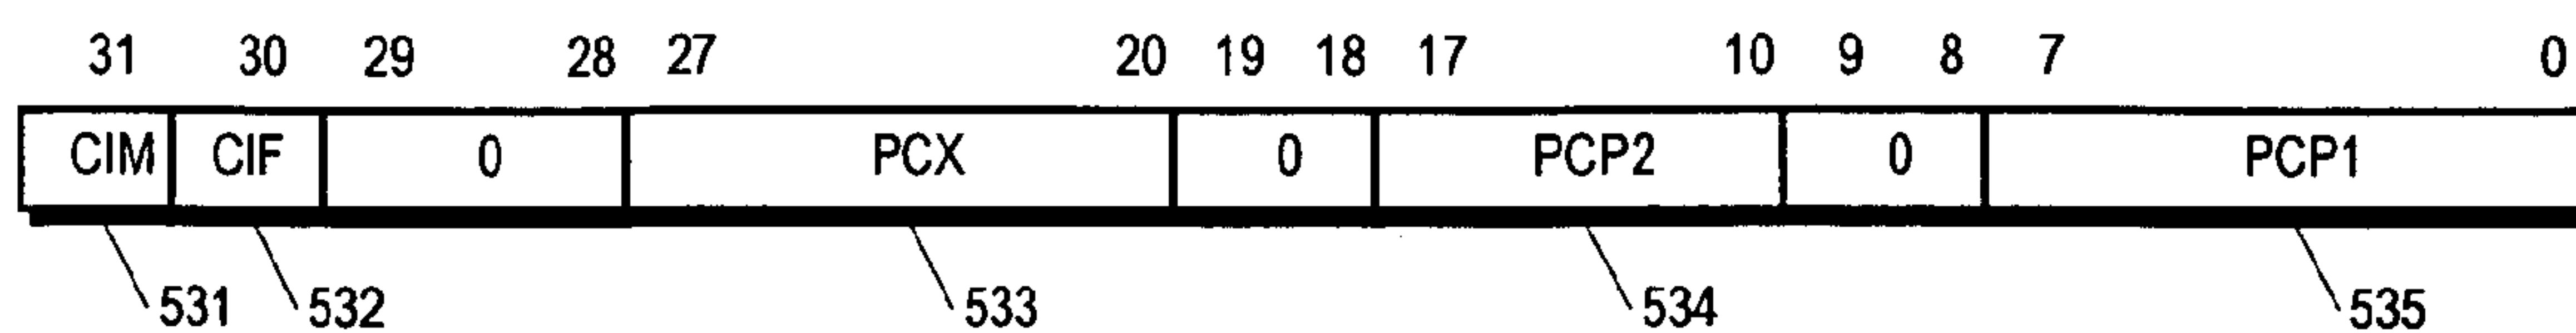 31 30 29 28 27 20 19 18 17 10 9 8 7 0
CIM CIF 0 PCX 0 PCP2 0 PCP1
531 532 533 534 535